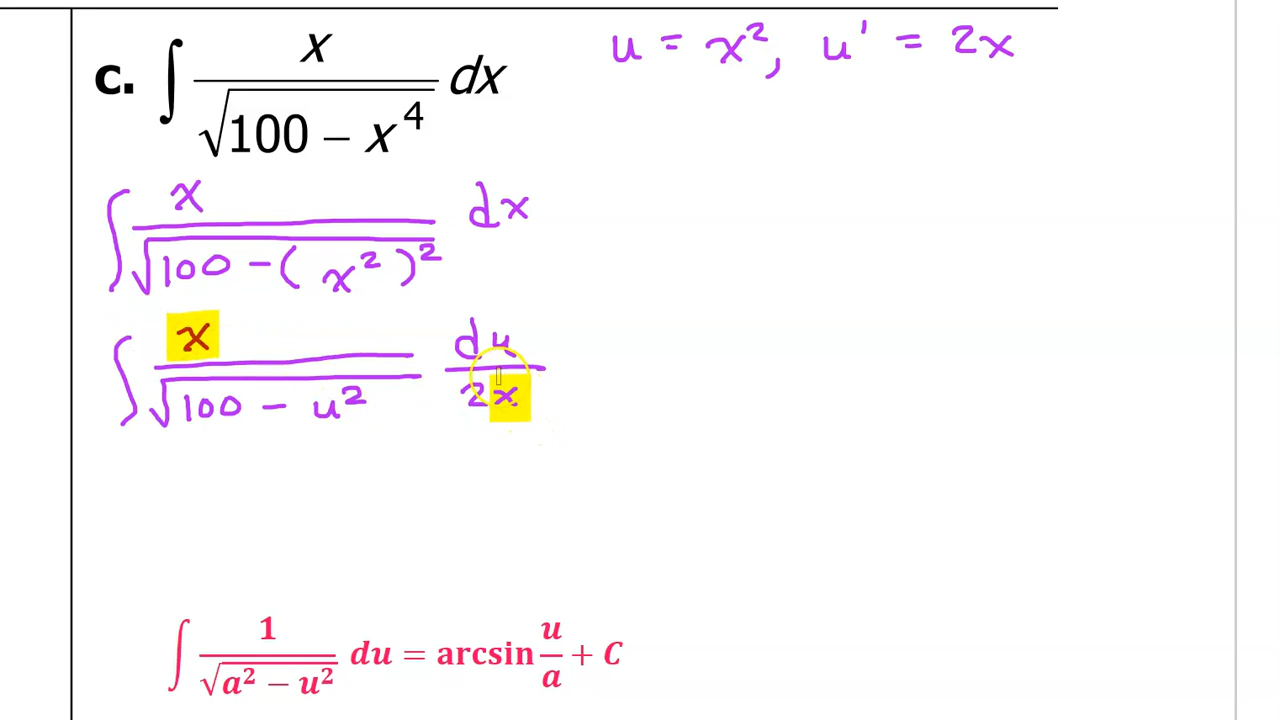 c. ∫ x / √(100 − x⁴) dx
u = x², u' = 2x
∫ x / √(100 − (x²)²) dx
∫ x / √(100 − u²) du / 2x
∫ 1 / √(a² − u²) du = arcsin u/a + C